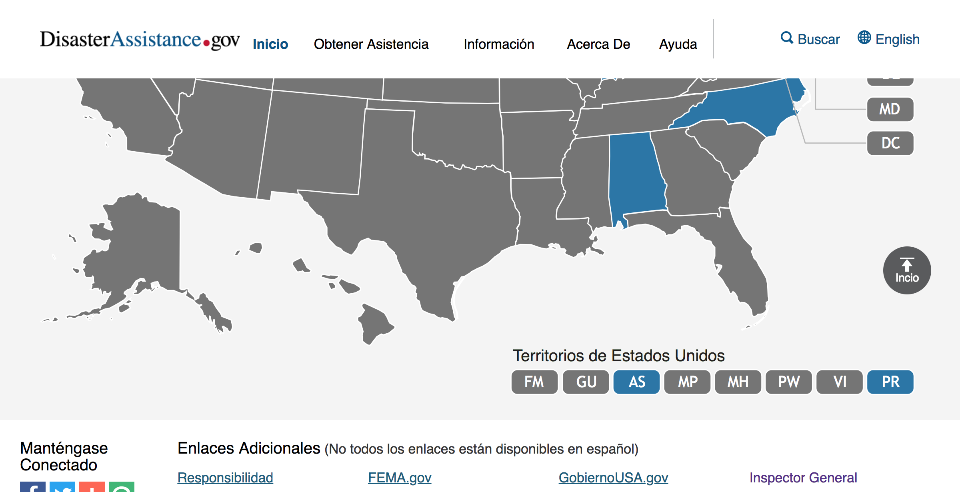 DisasterAssistance.gov Inicio Obtener Asistencia Información Acerca De Ayuda Buscar English
MD
DC
Incio
Territorios de Estados Unidos
FM GU AS MP MH PW VI PR
Manténgase
Conectado
Enlaces Adicionales (No todos los enlaces están disponibles en español)
Responsibilidad FEMA.gov GobiernoUSA.gov Inspector General